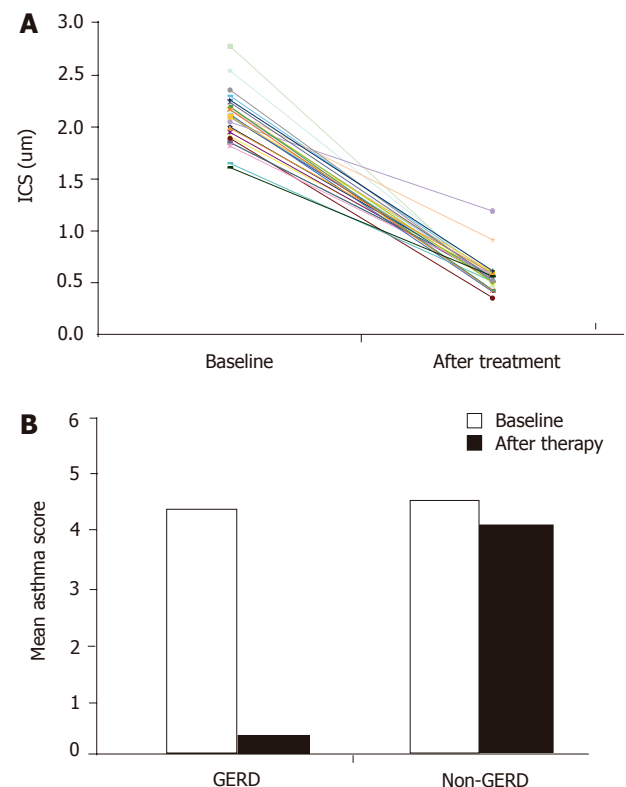 A
3.0
2.5
2.0
1.5
1.0
0.5
0.0
ICS (um)
Baseline
After treatment
B
6
5
4
3
2
1
0
Mean asthma score
Baseline
After therapy
GERD
Non-GERD